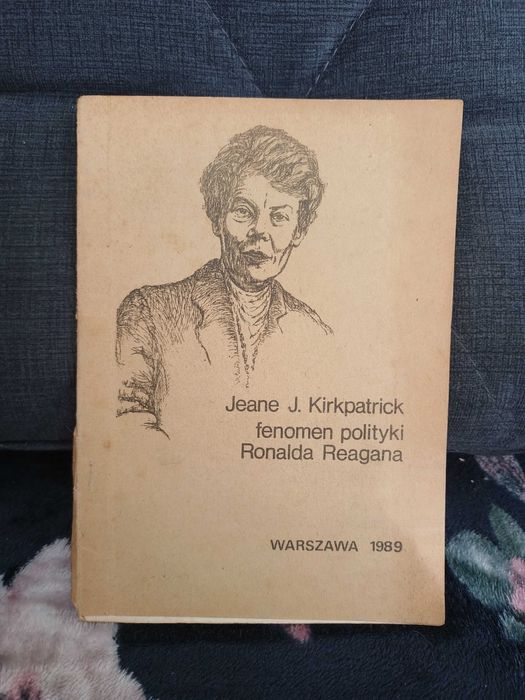 Jeane J. Kirkpatrick
fenomen polityki
Ronalda Reagana
WARSZAWA 1989